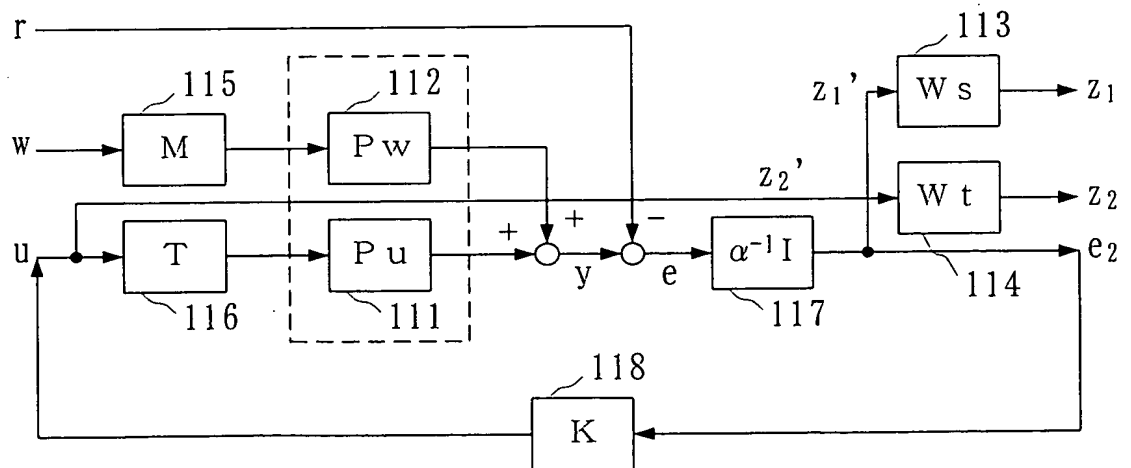 r
113
115
112
z₁'
Ws
z₁
w
M
Pw
z₂'
+
−
Wt
z₂
u
T
Pu
+
y
e
α⁻¹I
e₂
116
111
117
114
118
K